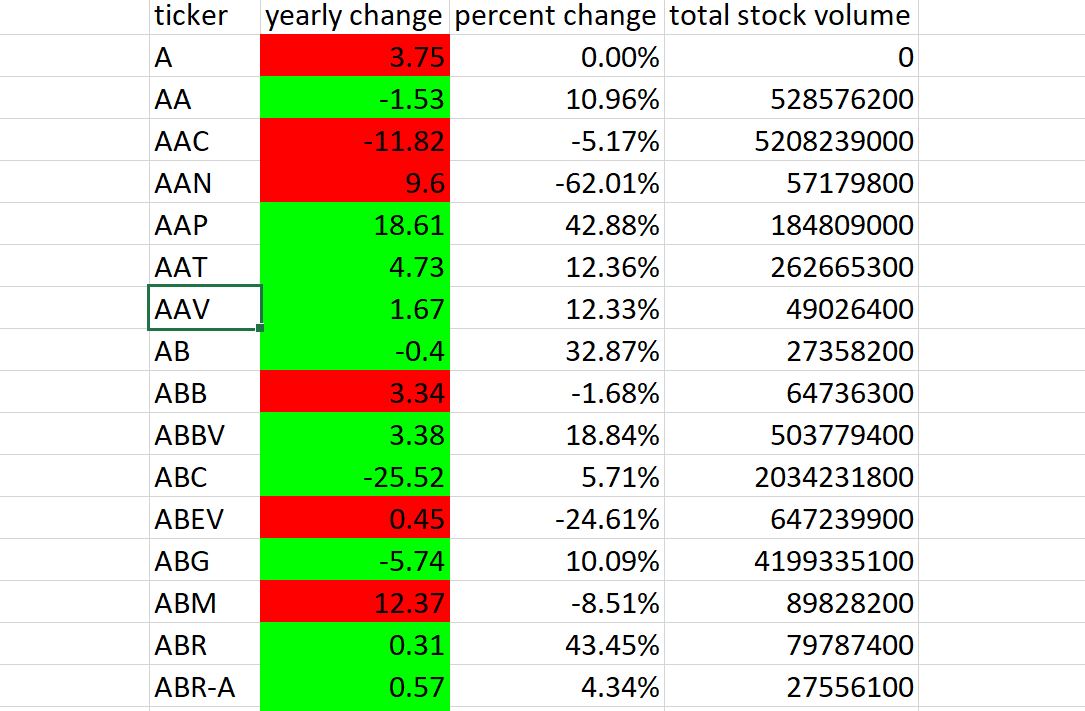 ticker yearly change percent change total stock volume
A 3.75 0.00% 0
AA -1.53 10.96% 528576200
AAC -11.82 -5.17% 5208239000
AAN 9.6 -62.01% 57179800
AAP 18.61 42.88% 184809000
AAT 4.73 12.36% 262665300
AAV 1.67 12.33% 49026400
AB -0.4 32.87% 27358200
ABB 3.34 -1.68% 64736300
ABBV 3.38 18.84% 503779400
ABC -25.52 5.71% 2034231800
ABEV 0.45 -24.61% 647239900
ABG -5.74 10.09% 4199335100
ABM 12.37 -8.51% 89828200
ABR 0.31 43.45% 79787400
ABR-A 0.57 4.34% 27556100